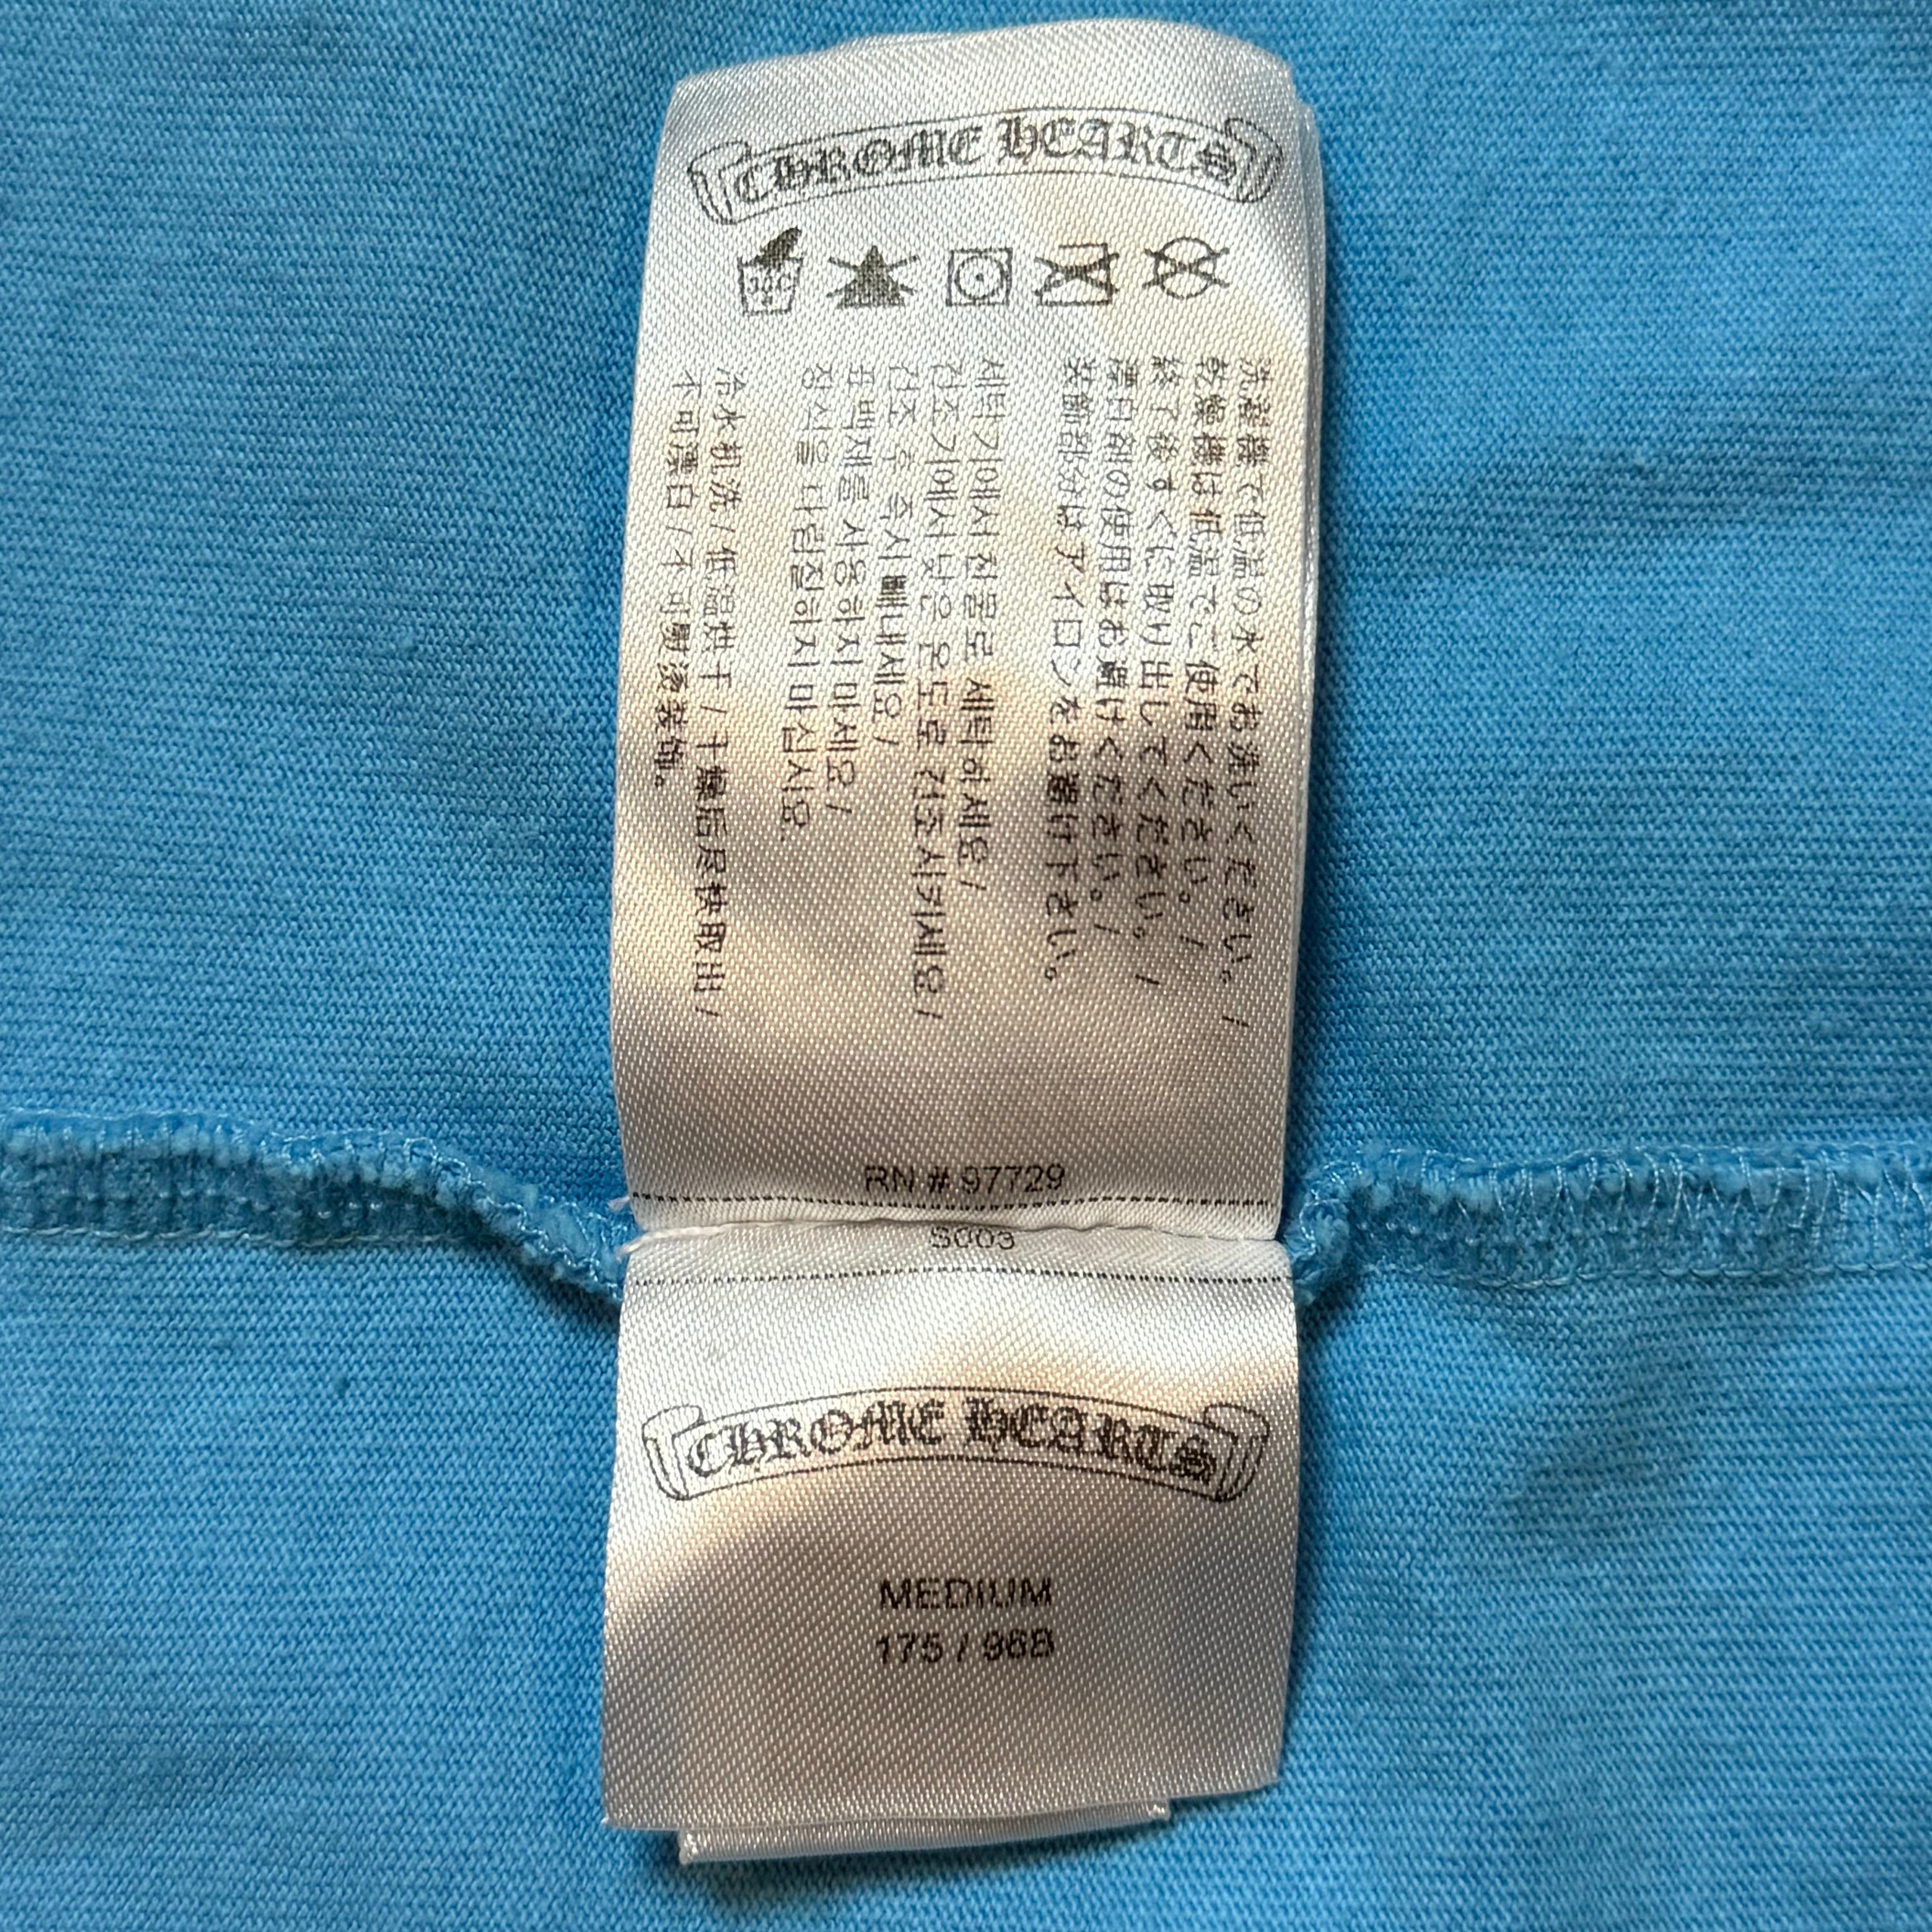 CHROME HEARTS
洗濯機で低温の水でお洗いください。/
乾燥機は低温でご使用ください。/
終了後すぐに取り出してください。/
漂白剤の使用はお避けください。/
装飾部分はアイロンをお避け下さい。
세탁기에서 찬물로 세탁하세요/
건조기에서 낮은 온도로 건조시키세요/
건조 후 즉시 빼내세요/
표백제를 사용하지 마세요/
장식을 다림질하지 마십시요.
冷水机洗/低温烘干/干燥后尽快取出/
不可漂白/不可熨烫装饰。
RN # 97729
S003
CHROME HEARTS
MEDIUM
175 / 96B